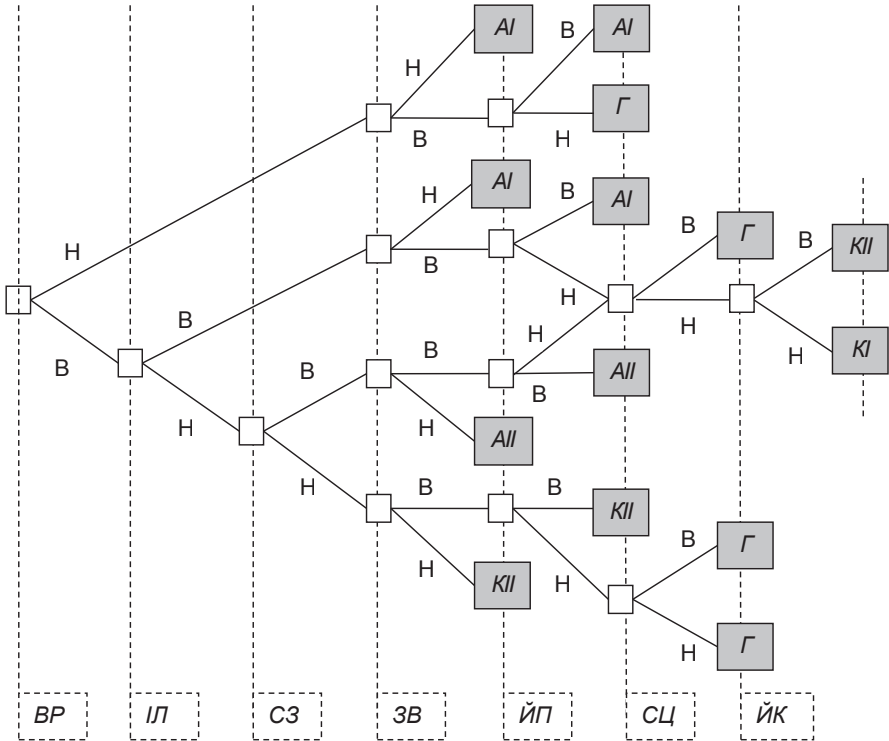 АІ
В
АІ
Н
Г
В
Н
АІ
В
АІ
Н
Г
В
КІІ
В
Н
В
Н
В
Н
Н
КІ
Н
В
В
В
АІІ
В
Н
Н
АІІ
Н
В
В
КІІ
В
Г
Н
КІІ
Н
Н
Г
ВР
ІЛ
СЗ
ЗВ
ЙП
СЦ
ЙК